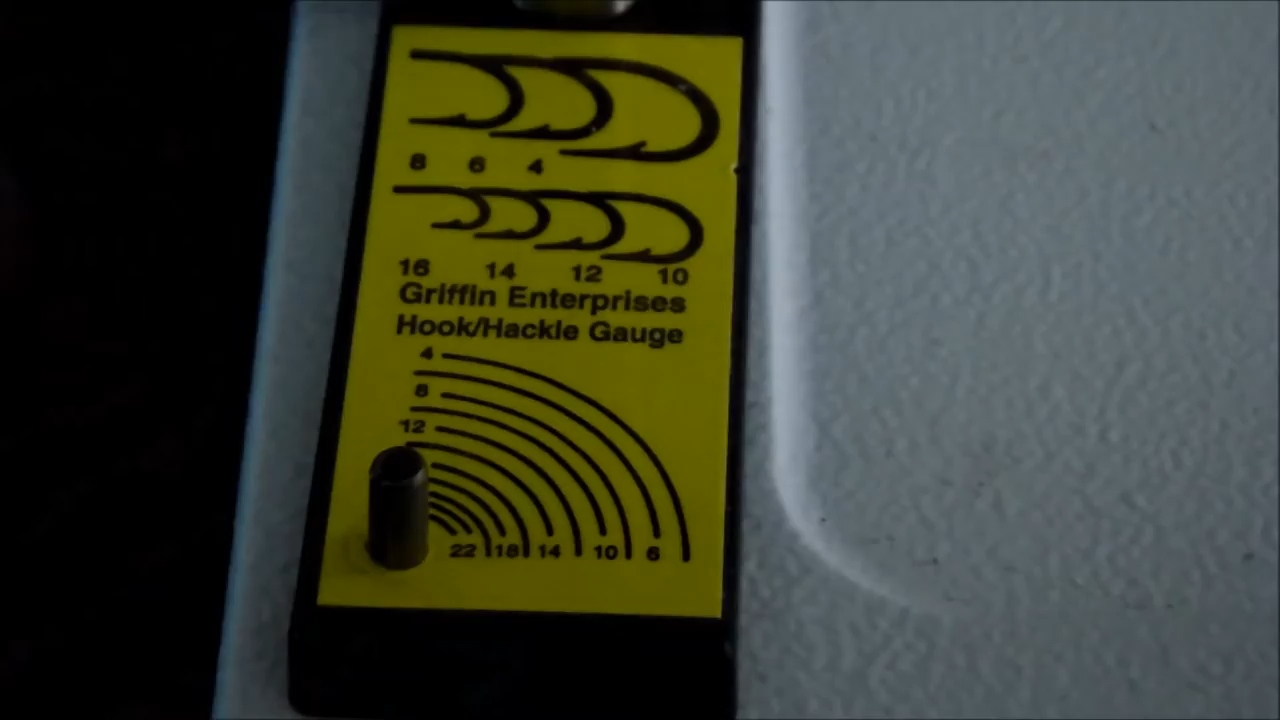 8 6 4
16 14 12 10
Griffin Enterprises
Hook/Hackle Gauge
4
8
12
22 18 14 10 6